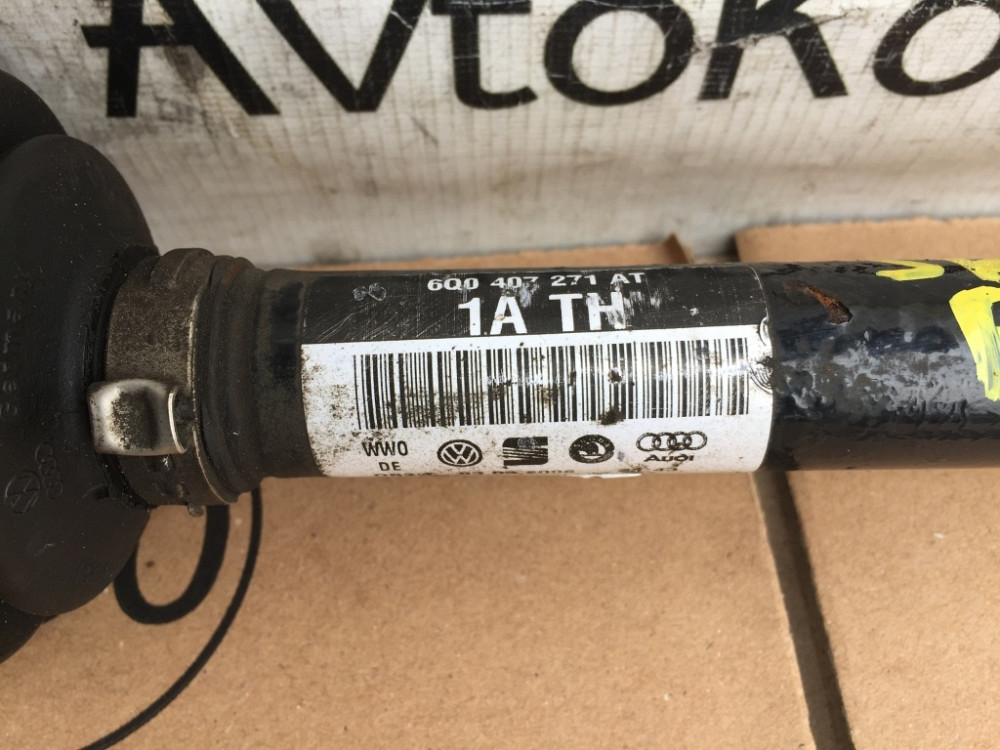 AvtoKo
6Q0 407 271 AT
1A TH
WW0
DE
Audi